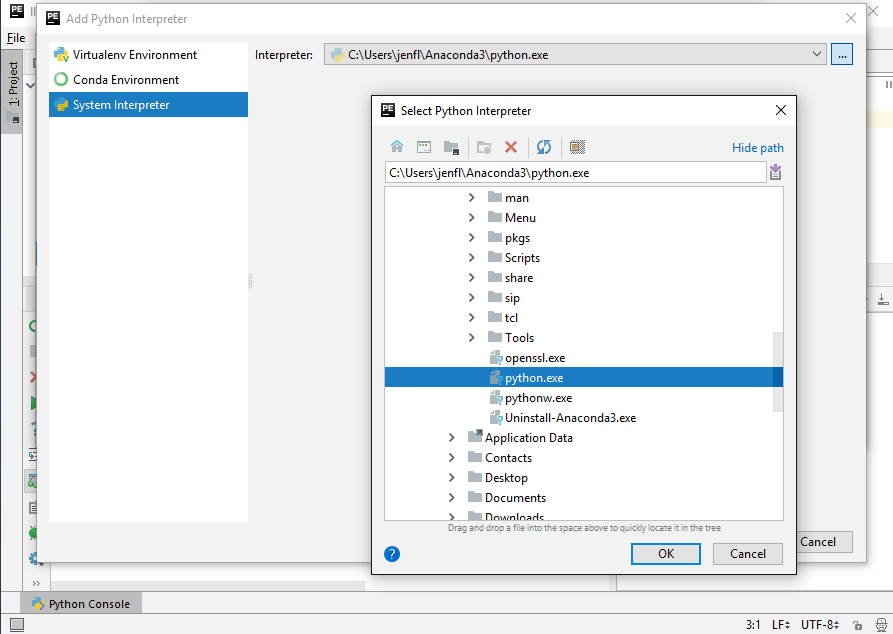 PE
Add Python Interpreter
File
1: Project
Virtualenv Environment
Conda Environment
System Interpreter
Interpreter: C:\Users\jenfl\Anaconda3\python.exe
...
PE Select Python Interpreter
Hide path
C:\Users\jenfl\Anaconda3\python.exe
man
Menu
pkgs
Scripts
share
sip
tcl
Tools
openssl.exe
python.exe
pythonw.exe
Uninstall-Anaconda3.exe
Application Data
Contacts
Desktop
Documents
Downloads
Drag and drop a file into the space above to quickly locate it in the tree
? OK Cancel
Cancel
Python Console
3:1 LF UTF-8